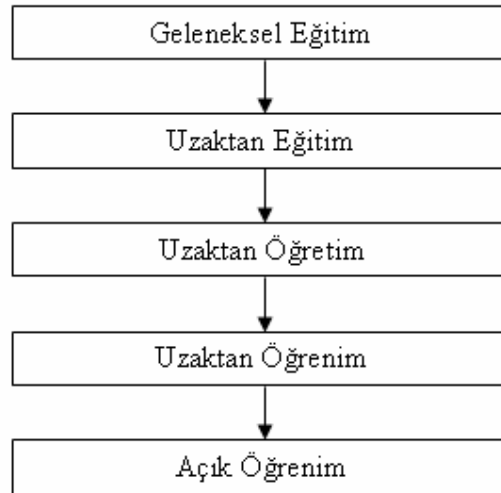 Geleneksel Eğitim
Uzaktan Eğitim
Uzaktan Öğretim
Uzaktan Öğrenim
Açık Öğrenim